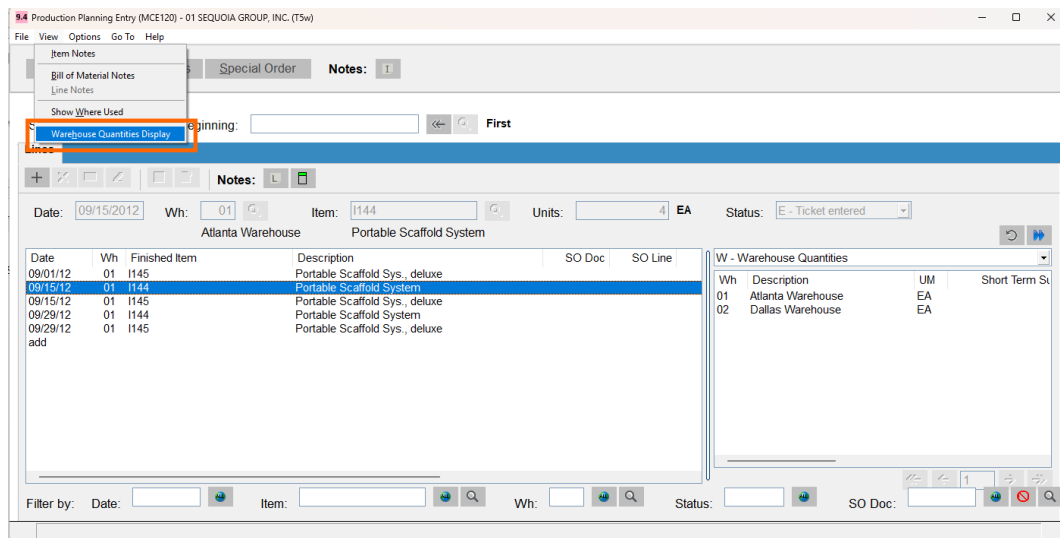 9.4 Production Planning Entry (MCE120) - 01 SEQUOIA GROUP, INC. (T5w)
File View Options Go To Help
Item Notes
Bill of Material Notes
Line Notes
Show Where Used
Warehouse Quantities Display
Special Order Notes: I
eginning: First
Lines
Notes: L
Date: 09/15/2012 Wh: 01 Item: I144 Units: 4 EA Status: E - Ticket entered
Atlanta Warehouse Portable Scaffold System
Date Wh Finished Item Description SO Doc SO Line
09/01/12 01 I145 Portable Scaffold Sys., deluxe
09/15/12 01 I144 Portable Scaffold System
09/15/12 01 I145 Portable Scaffold Sys., deluxe
09/29/12 01 I144 Portable Scaffold System
09/29/12 01 I145 Portable Scaffold Sys., deluxe
add
W - Warehouse Quantities
Wh Description UM Short Term Su
01 Atlanta Warehouse EA
02 Dallas Warehouse EA
1
Filter by: Date: Item: Wh: Status: SO Doc: